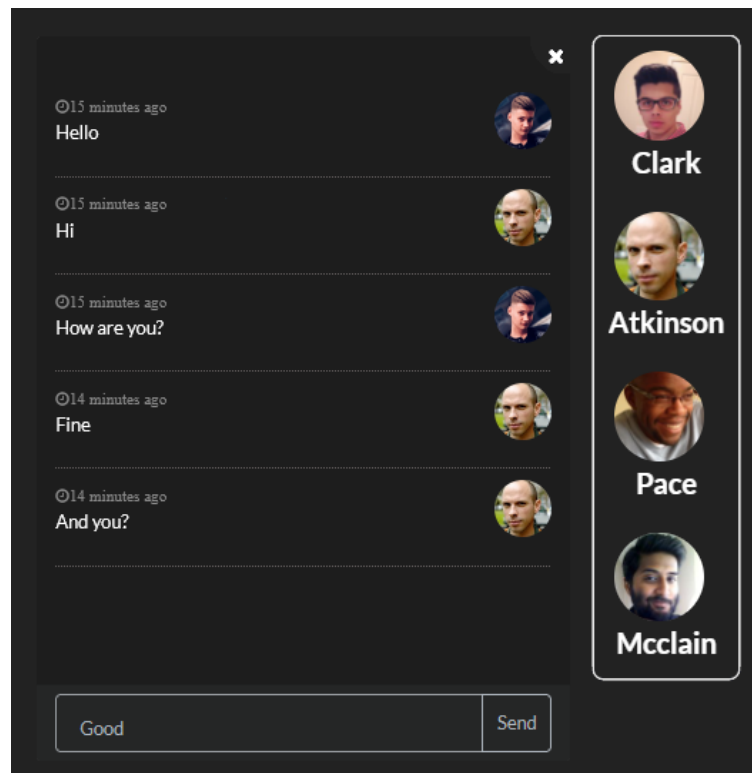 15 minutes ago
Hello
15 minutes ago
Hi
15 minutes ago
How are you?
14 minutes ago
Fine
14 minutes ago
And you?
Good
Send
Clark
Atkinson
Pace
Mcclain